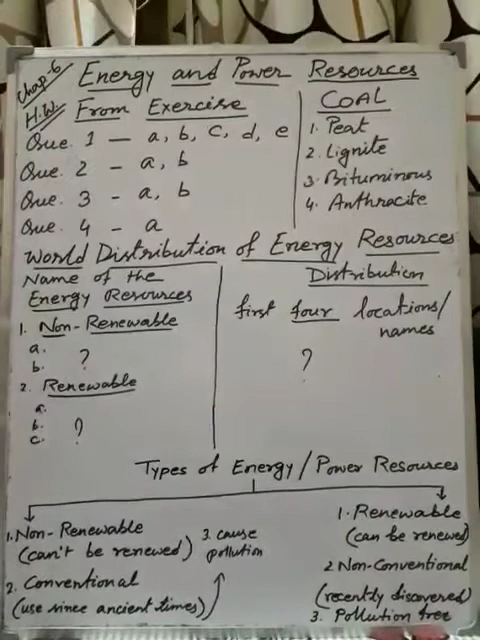 Chap-6 Energy and Power Resources
H.W. From Exercise
Que. 1 — a, b, c, d, e
Que. 2 - a, b
Que. 3 - a, b
Que. 4 - a
COAL
1. Peat
2. Lignite
3. Bituminous
4. Anthracite
World Distribution of Energy Resources
Name of the
Energy Resources
1. Non-Renewable
a.
b. ?
2. Renewable
a.
b. ?
c.
Distribution
first four locations/
names
?
Types of Energy/Power Resources
1. Non-Renewable
(can't be renewed)
2. Conventional
(use since ancient times)
3. cause
pollution
1. Renewable
(can be renewed)
2 Non-Conventional
(recently discovered)
3. Pollution free